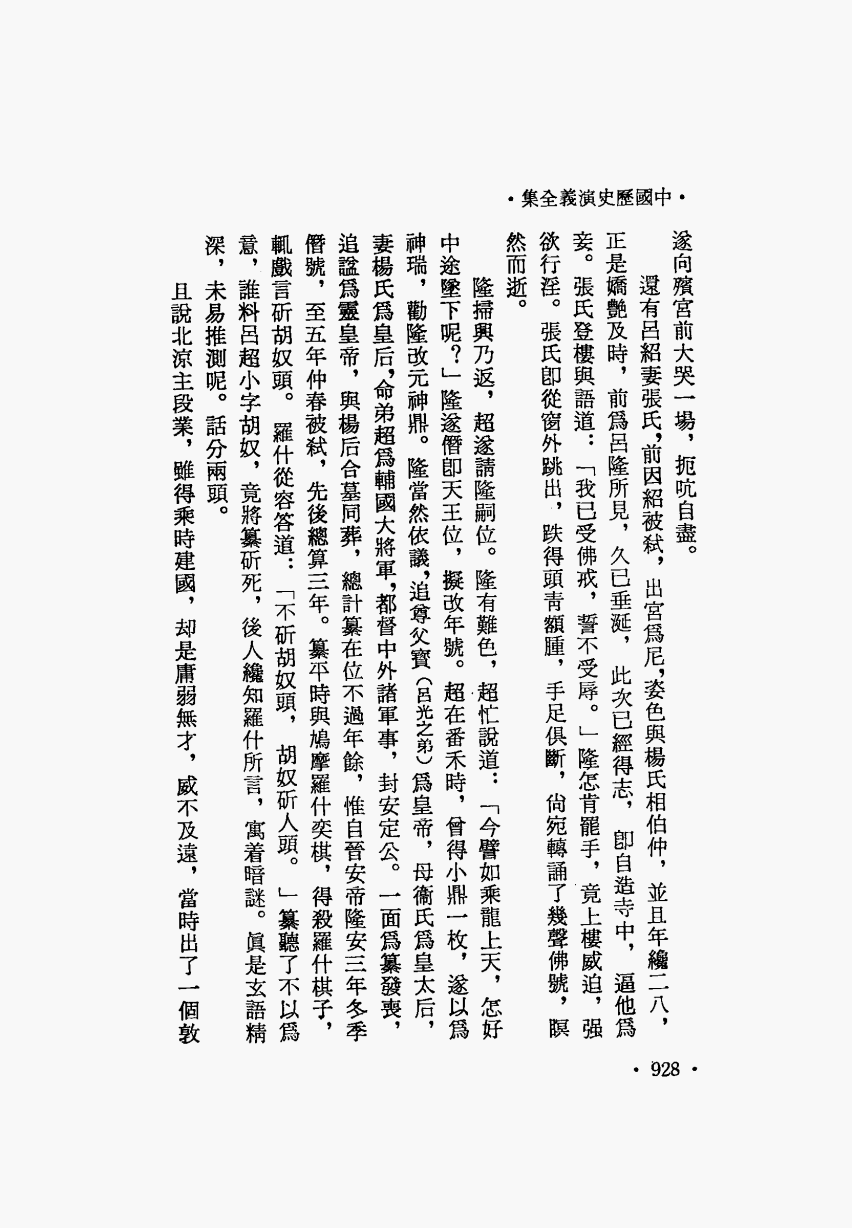 •中國歷史演義全集•
遂向殯宮前大哭一場，扼吭自盡。
還有呂紹妻張氏，前因紹被弒，出宮爲尼，姿色與楊氏相伯仲，並且年纔二八，
正是嬌艷及時，前爲呂隆所見，久已垂涎，此次已經得志，卽自造寺中，逼他爲
妾。張氏登樓與語道：「我已受佛戒，誓不受辱。」隆怎肯罷手，竟上樓威迫，强
欲行淫。張氏卽從窗外跳出，跌得頭靑額腫，手足俱斷，尙宛轉誦了幾聲佛號，瞑
然而逝。
隆掃興乃返，超遂請隆嗣位。隆有難色，超忙說道：「今譬如乘龍上天，怎好
中途墜下呢？」隆遂僭卽天王位，擬改年號。超在番禾時，曾得小鼎一枚，遂以爲
神瑞，勸隆改元神鼎。隆當然依議，追尊父寶（呂光之弟）爲皇帝，母衞氏爲皇太后，
妻楊氏爲皇后，命弟超爲輔國大將軍，都督中外諸軍事，封安定公。一面爲纂發喪，
追諡爲靈皇帝，與楊后合墓同葬，總計纂在位不過年餘，惟自晉安帝隆安三年冬季
僭號，至五年仲春被弒，先後總算三年。纂平時與鳩摩羅什奕棋，得殺羅什棋子，
輒戲言斫胡奴頭。羅什從容答道：「不斫胡奴頭，胡奴斫人頭。」纂聽了不以爲
意，誰料呂超小字胡奴，竟將纂斫死，後人纔知羅什所言，寓着暗謎。眞是玄語精
深，未易推測呢。話分兩頭。
且說北涼主段業，雖得乘時建國，却是庸弱無才，威不及遠，當時出了一個敦
•928•